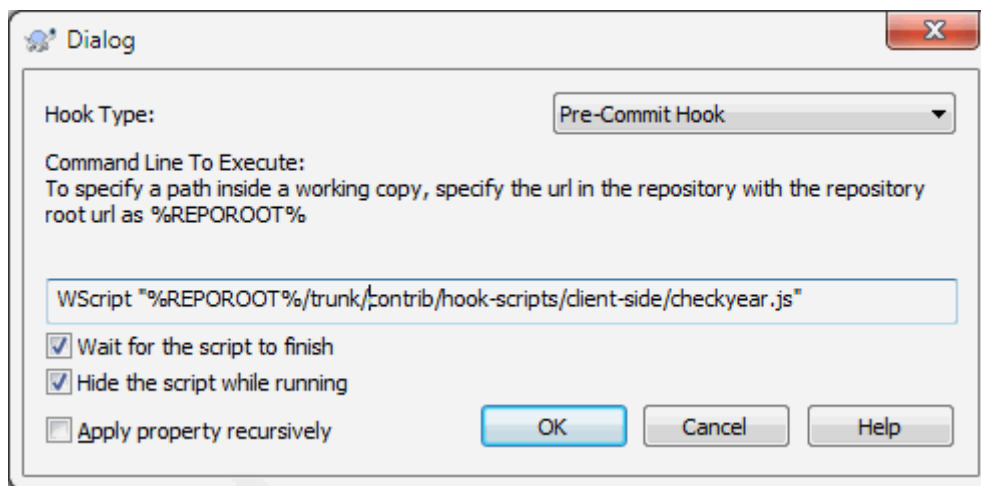 Dialog
Hook Type:
Pre-Commit Hook
Command Line To Execute:
To specify a path inside a working copy, specify the url in the repository with the repository
root url as %REPOROOT%
WScript "%REPOROOT%/trunk/contrib/hook-scripts/client-side/checkyear.js"
Wait for the script to finish
Hide the script while running
Apply property recursively
OK
Cancel
Help